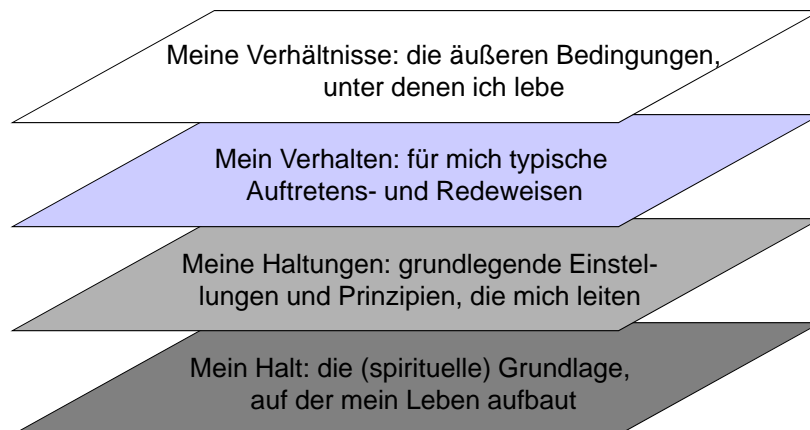 Meine Verhältnisse: die äußeren Bedingungen,
unter denen ich lebe
Mein Verhalten: für mich typische
Auftretens- und Redeweisen
Meine Haltungen: grundlegende Einstel-
lungen und Prinzipien, die mich leiten
Mein Halt: die (spirituelle) Grundlage,
auf der mein Leben aufbaut